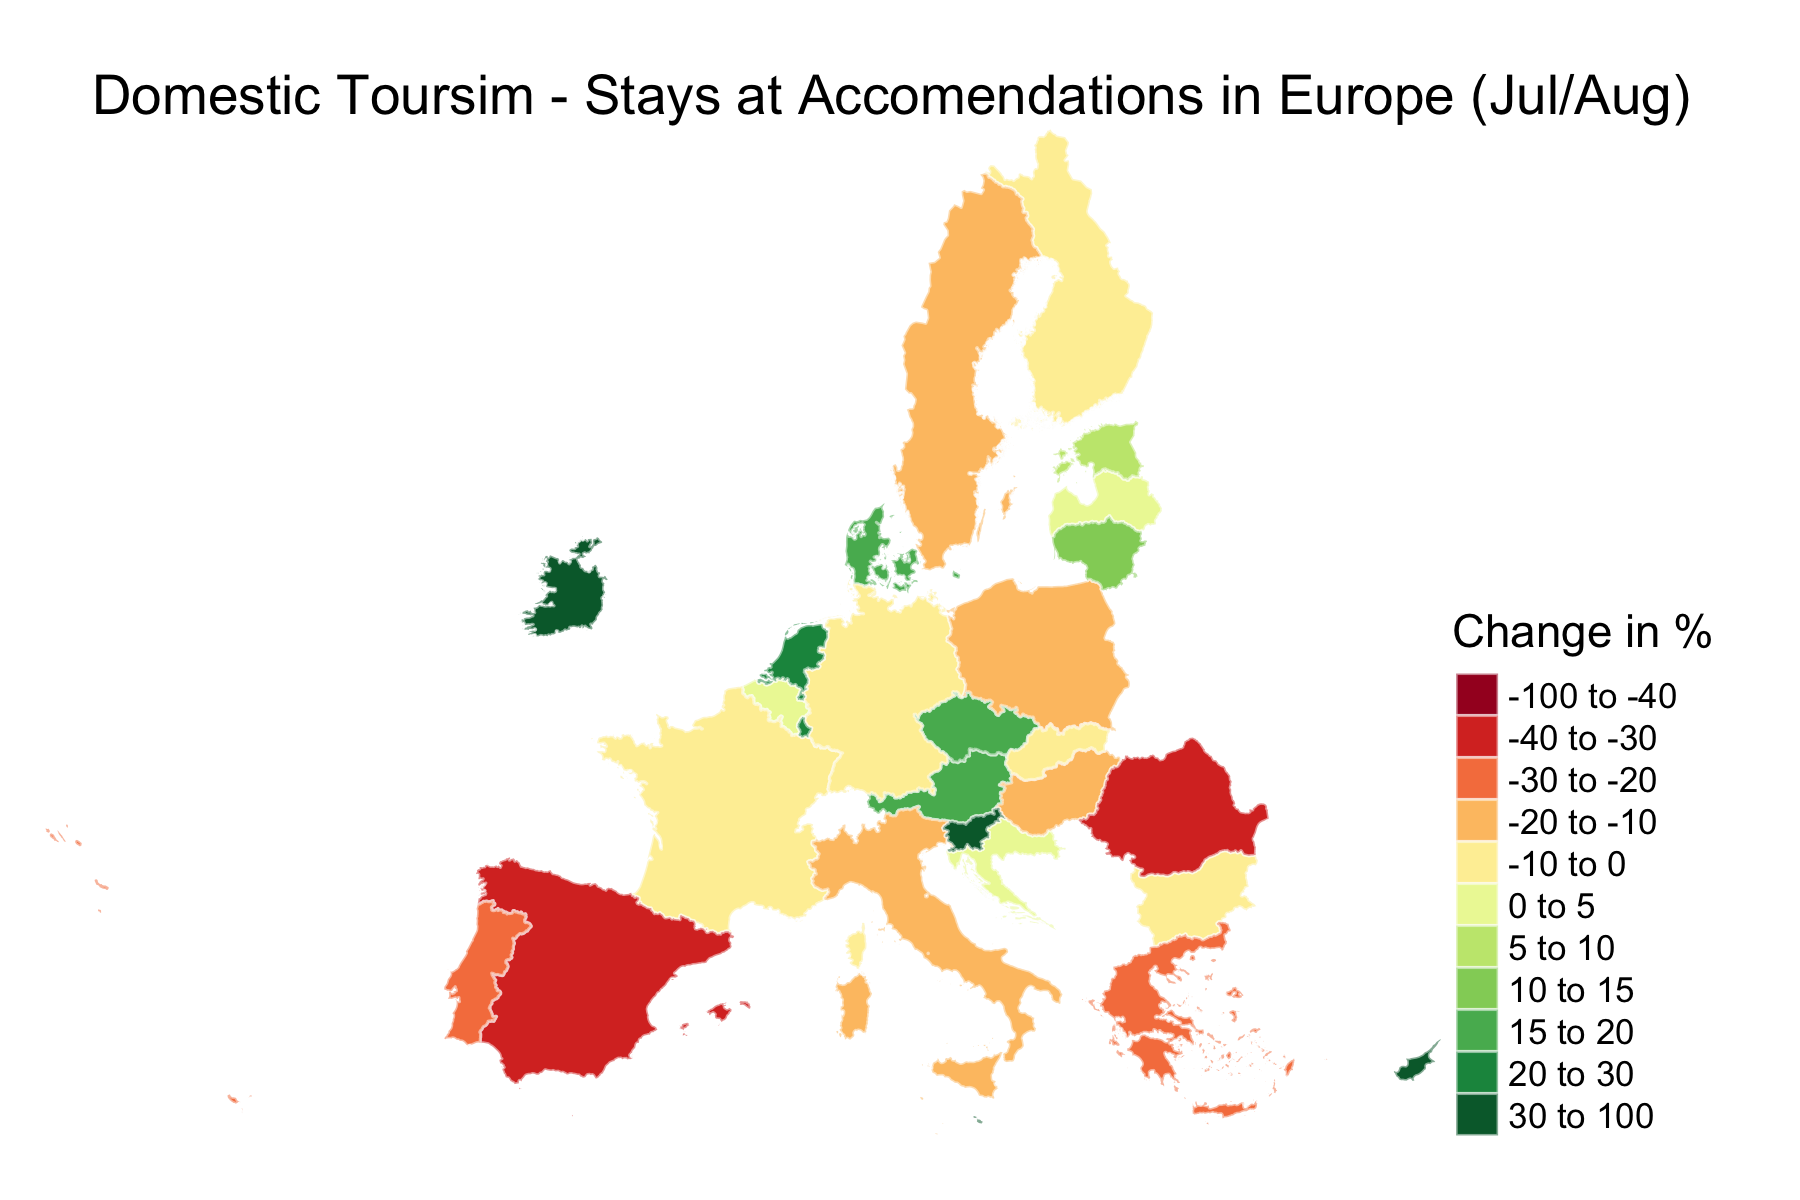 Domestic Toursim - Stays at Accomendations in Europe (Jul/Aug)
Change in %
-100 to -40
-40 to -30
-30 to -20
-20 to -10
-10 to 0
0 to 5
5 to 10
10 to 15
15 to 20
20 to 30
30 to 100